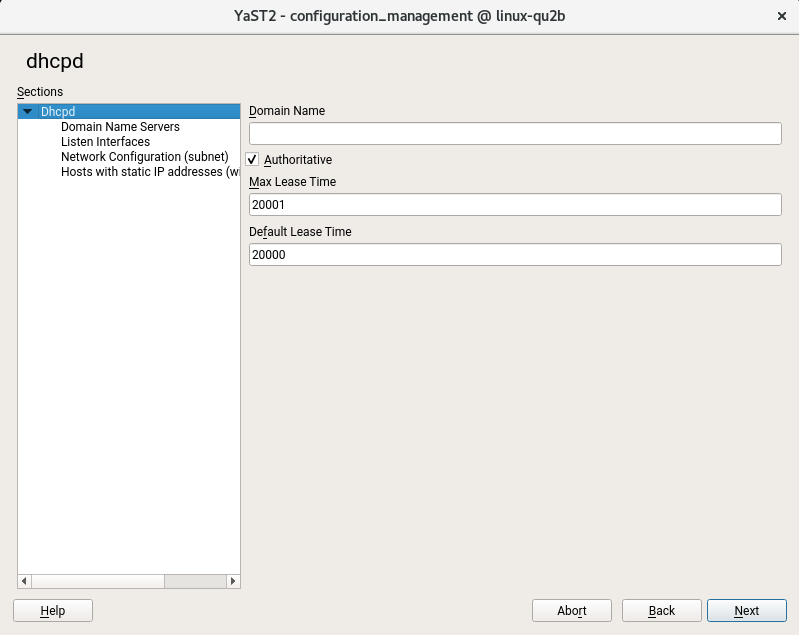 YaST2 - configuration_management @ linux-qu2b
dhcpd
Sections
Dhcpd
Domain Name Servers
Listen Interfaces
Network Configuration (subnet)
Hosts with static IP addresses (wi
Domain Name
Authoritative
Max Lease Time
20001
Default Lease Time
20000
Help
Abort
Back
Next